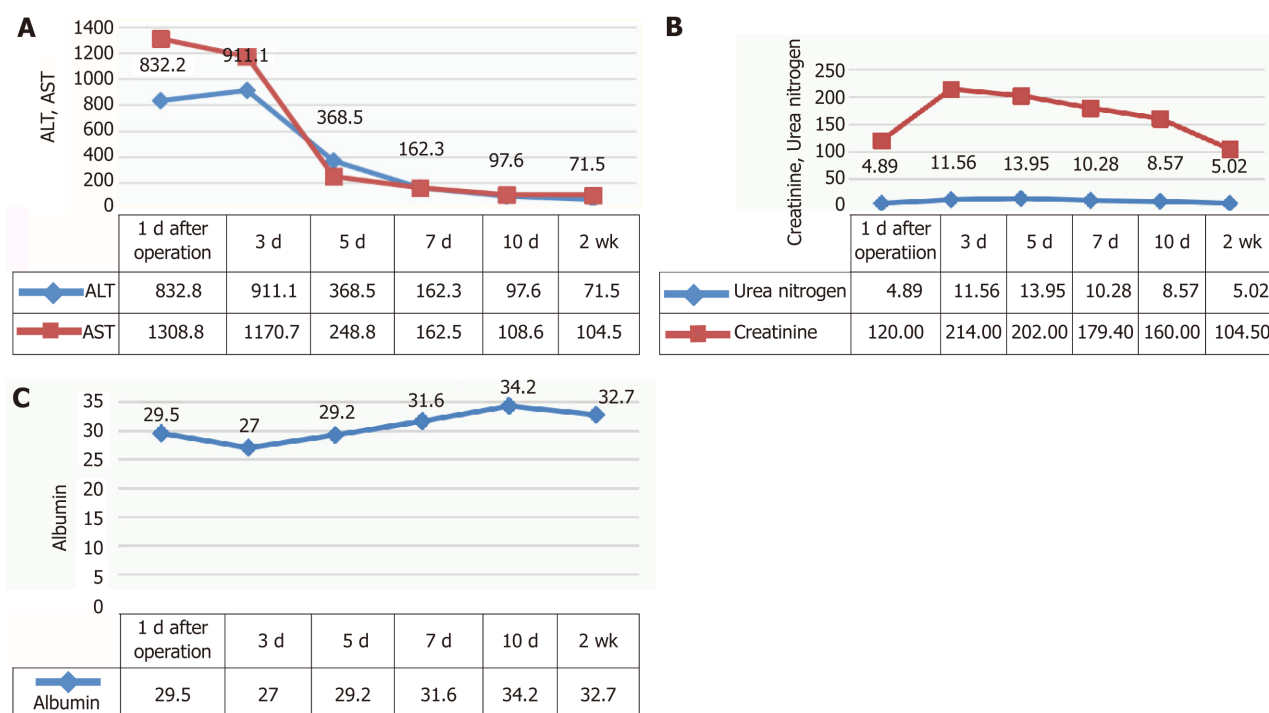 A
1400
1200
1000
800
600
400
200
0
ALT, AST
832.2
911.1
368.5
162.3
97.6
71.5
1 d after operation 3 d 5 d 7 d 10 d 2 wk
ALT 832.8 911.1 368.5 162.3 97.6 71.5
AST 1308.8 1170.7 248.8 162.5 108.6 104.5
B
250
200
150
100
50
0
Creatinine, Urea nitrogen
4.89 11.56 13.95 10.28 8.57 5.02
1 d after operatiion 3 d 5 d 7 d 10 d 2 wk
Urea nitrogen 4.89 11.56 13.95 10.28 8.57 5.02
Creatinine 120.00 214.00 202.00 179.40 160.00 104.50
C
35
30
25
20
15
10
5
0
Albumin
29.5 27 29.2 31.6 34.2 32.7
1 d after operation 3 d 5 d 7 d 10 d 2 wk
Albumin 29.5 27 29.2 31.6 34.2 32.7